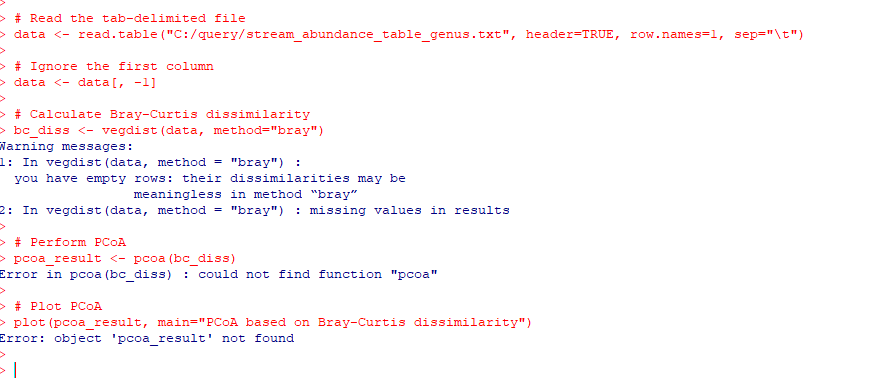 >
> # Read the tab-delimited file
> data <- read.table("C:/query/stream_abundance_table_genus.txt", header=TRUE, row.names=1, sep="\t")
>
> # Ignore the first column
> data <- data[, -1]
>
> # Calculate Bray-Curtis dissimilarity
> bc_diss <- vegdist(data, method="bray")
Warning messages:
1: In vegdist(data, method = "bray") :
  you have empty rows: their dissimilarities may be
                 meaningless in method “bray”
2: In vegdist(data, method = "bray") : missing values in results
>
> # Perform PCoA
> pcoa_result <- pcoa(bc_diss)
Error in pcoa(bc_diss) : could not find function "pcoa"
>
> # Plot PCoA
> plot(pcoa_result, main="PCoA based on Bray-Curtis dissimilarity")
Error: object 'pcoa_result' not found
>
>